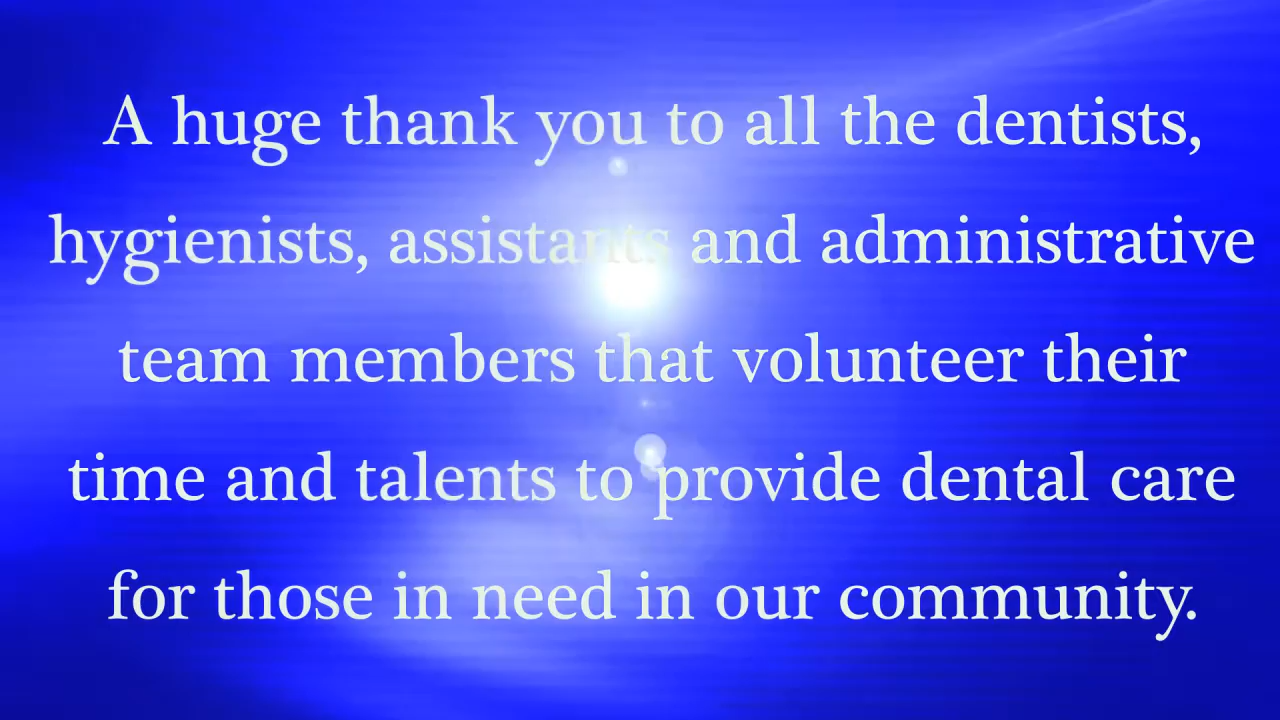 A huge thank you to all the dentists,
hygienists, assistants and administrative
team members that volunteer their
time and talents to provide dental care
for those in need in our community.